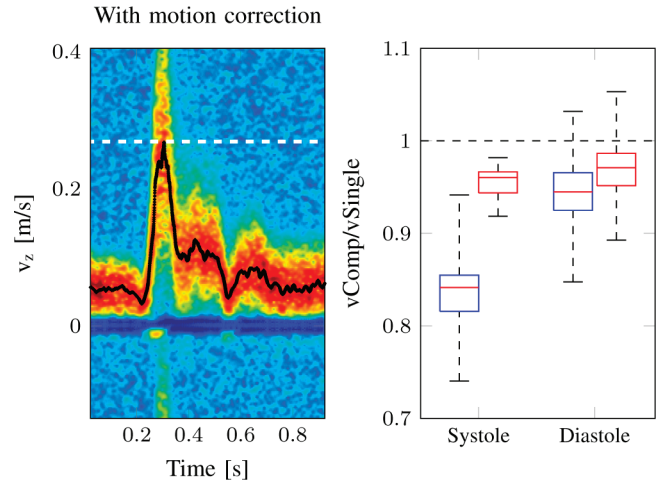 With motion correction
0.4
0.2
0
v_z [m/s]
0.2 0.4 0.6 0.8
Time [s]
1.1
1
0.9
0.8
0.7
vComp/vSingle
Systole Diastole